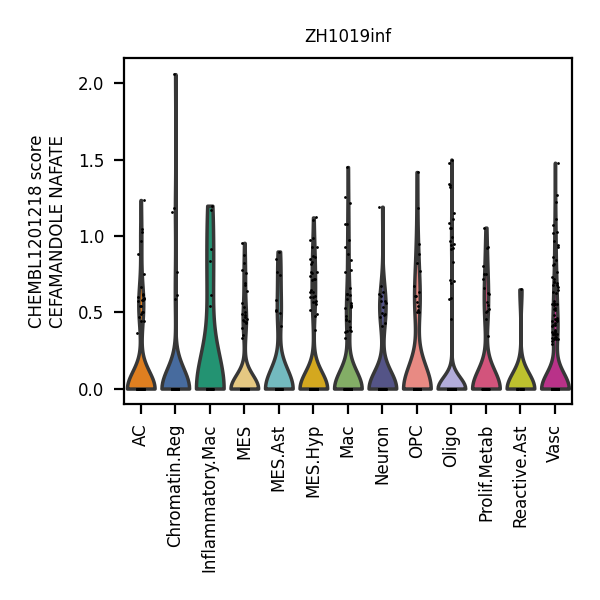 ZH1019inf
CHEMBL1201218 score
CEFAMANDOLE NAFATE
2.0
1.5
1.0
0.5
0.0
AC
Chromatin.Reg
Inflammatory.Mac
MES
MES.Ast
MES.Hyp
Mac
Neuron
OPC
Oligo
Prolif.Metab
Reactive.Ast
Vasc